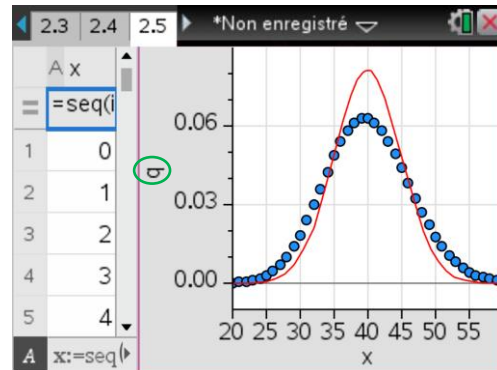 2.3 2.4 2.5 *Non enregistré
A x
= =seq(i
1 0
2 1
3 2
4 3
5 4
A x:=seq(
b
0.06
0.03
0.00
20 25 30 35 40 45 50 55
x